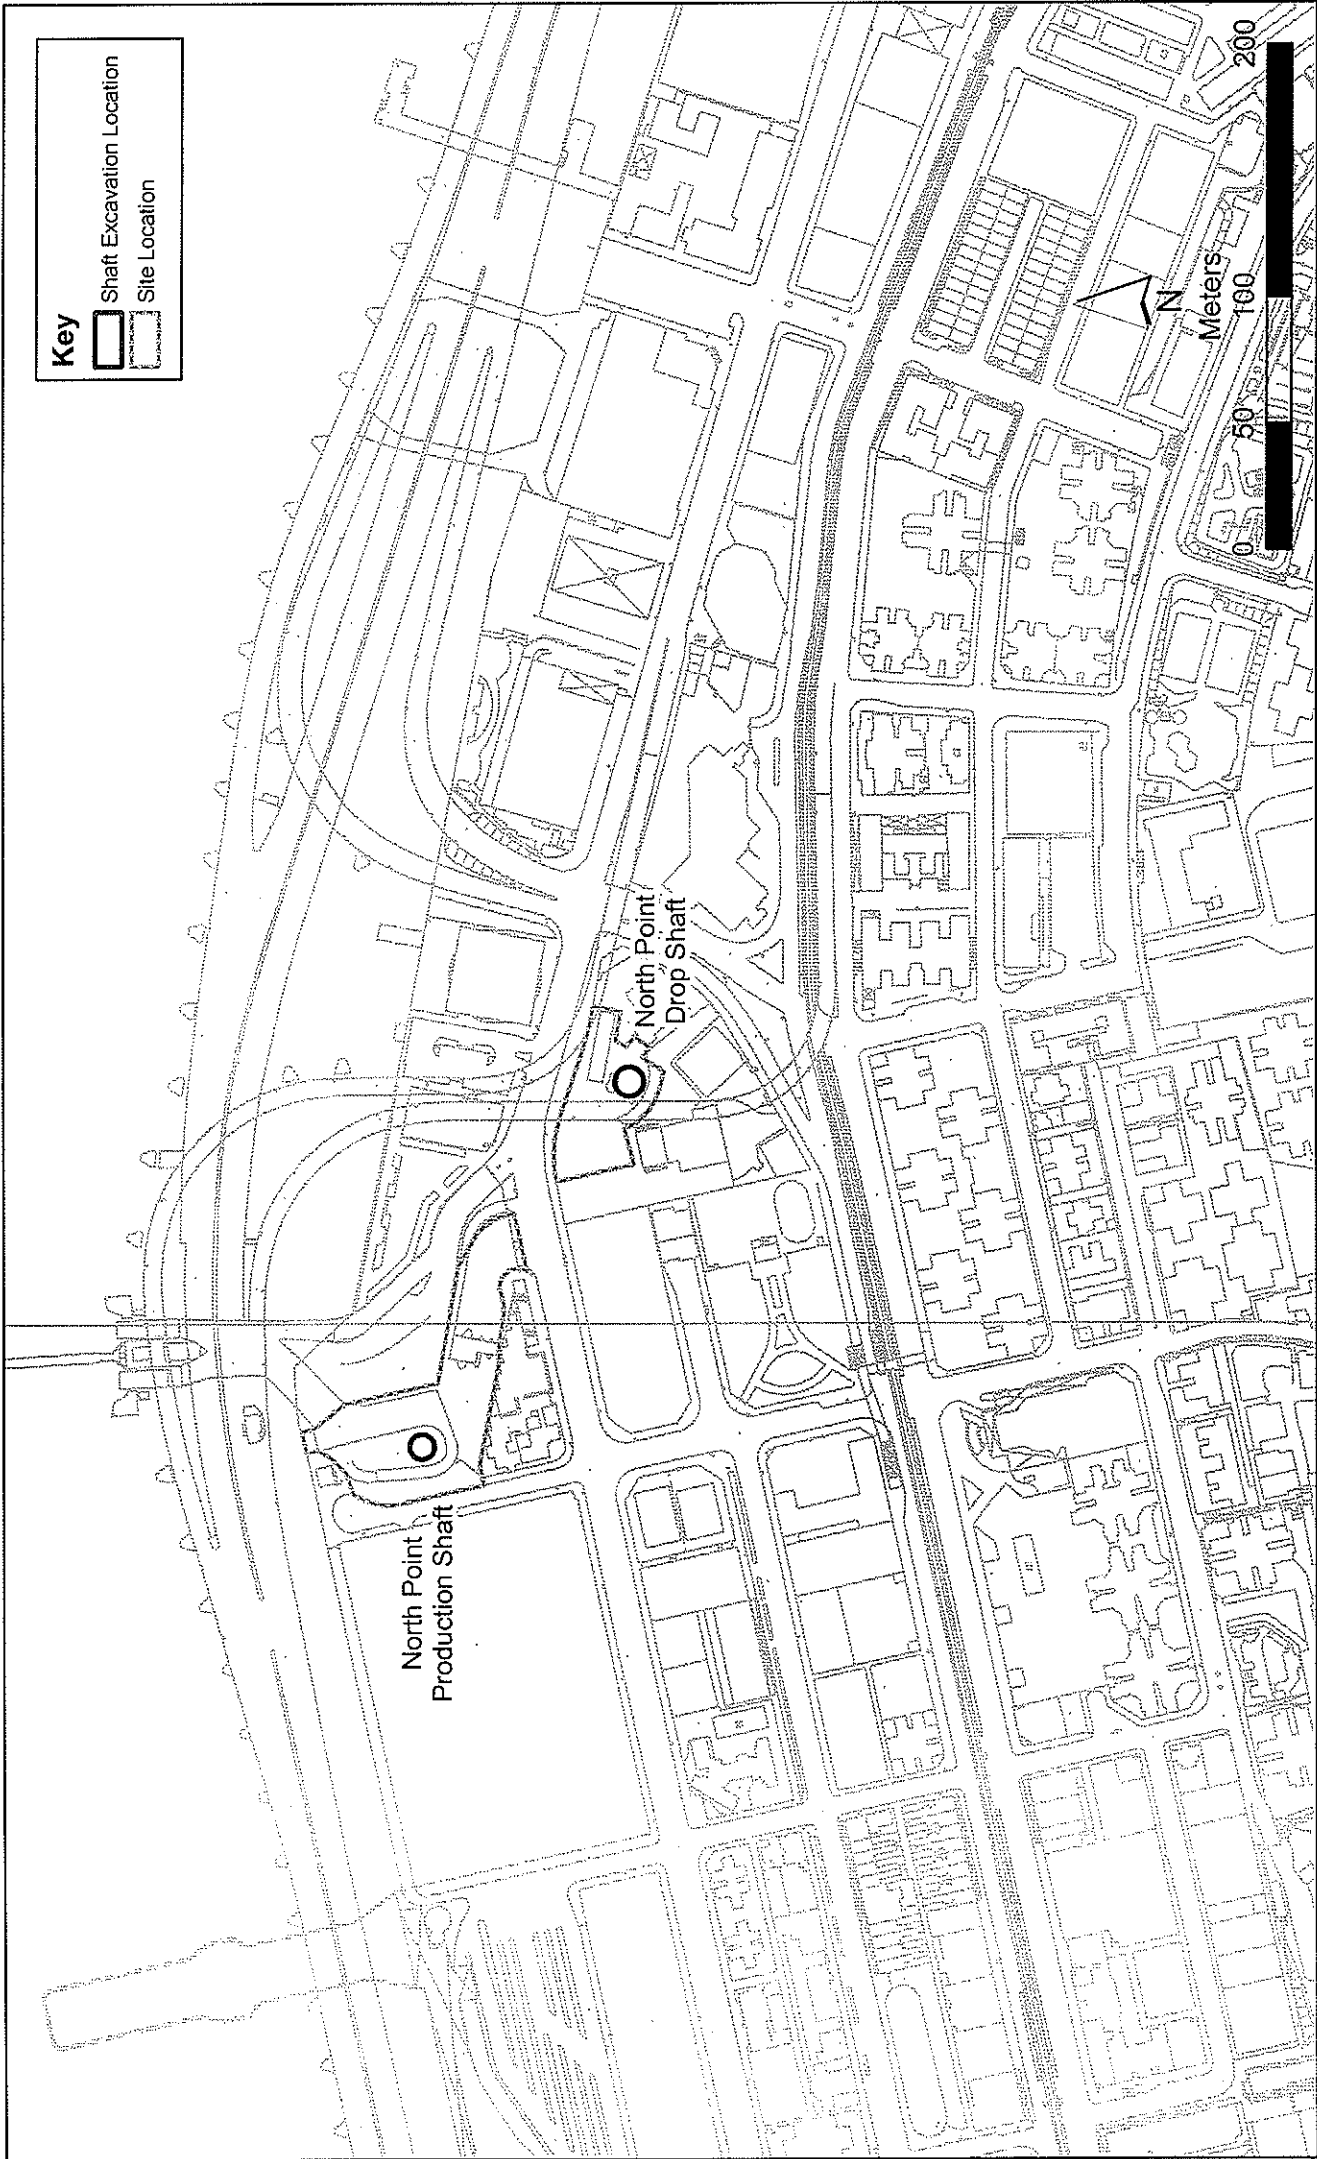 Key
Shaft Excavation Location
Site Location
North Point
Production Shaft
North Point
Drop Shaft
N
Meters
0 50 100 200